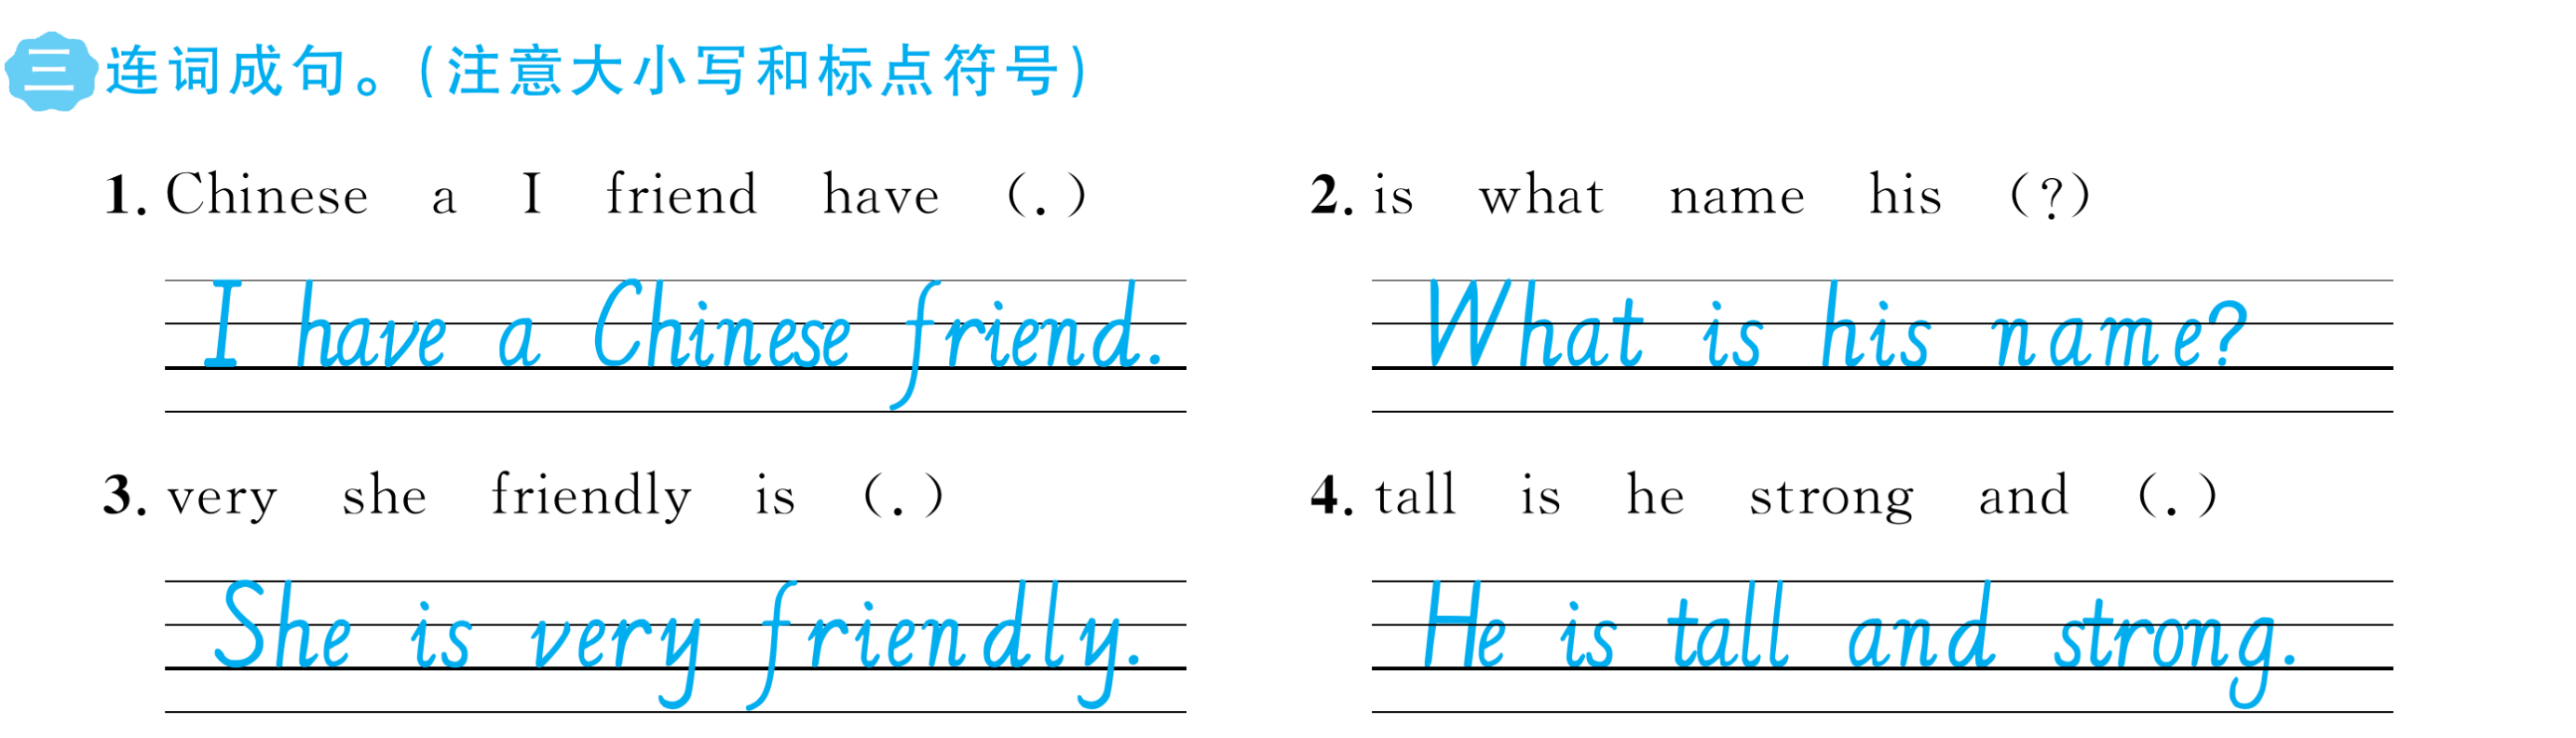 三 连词成句。(注意大小写和标点符号)
1. Chinese a I friend have (.)
I have a Chinese friend.
2. is what name his (?)
What is his name?
3. very she friendly is (.)
She is very friendly.
4. tall is he strong and (.)
He is tall and strong.